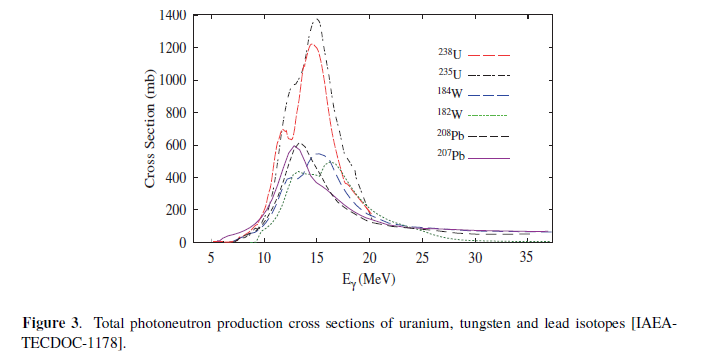 1400
1200
1000
800
600
400
200
0
Cross Section (mb)
5 10 15 20 25 30 35
Eγ (MeV)
²³⁸U
²³⁵U
¹⁸⁴W
¹⁸²W
²⁰⁸Pb
²⁰⁷Pb
Figure 3. Total photoneutron production cross sections of uranium, tungsten and lead isotopes [IAEA-
TECDOC-1178].